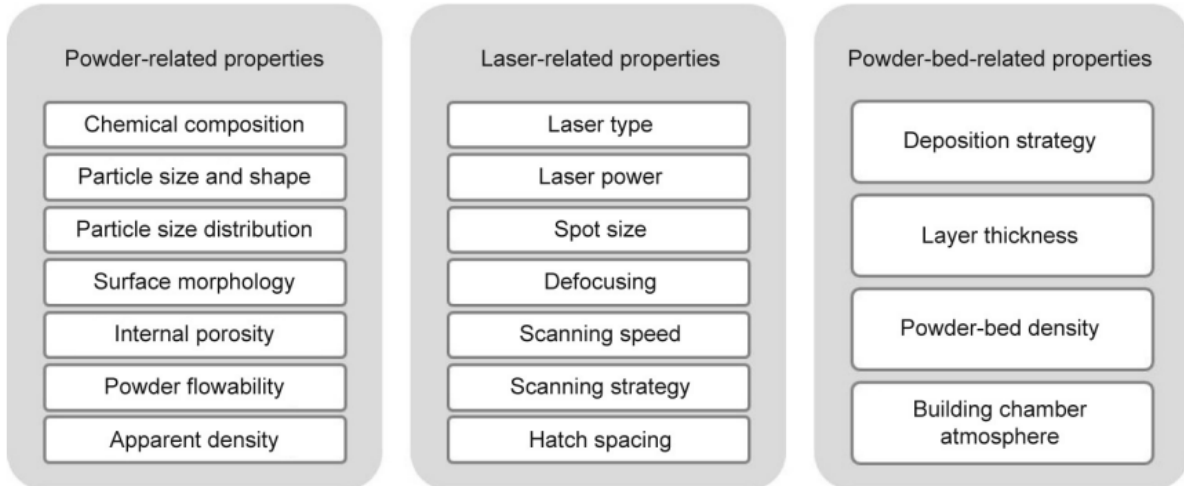 Powder-related properties
Chemical composition
Particle size and shape
Particle size distribution
Surface morphology
Internal porosity
Powder flowability
Apparent density
Laser-related properties
Laser type
Laser power
Spot size
Defocusing
Scanning speed
Scanning strategy
Hatch spacing
Powder-bed-related properties
Deposition strategy
Layer thickness
Powder-bed density
Building chamber
atmosphere